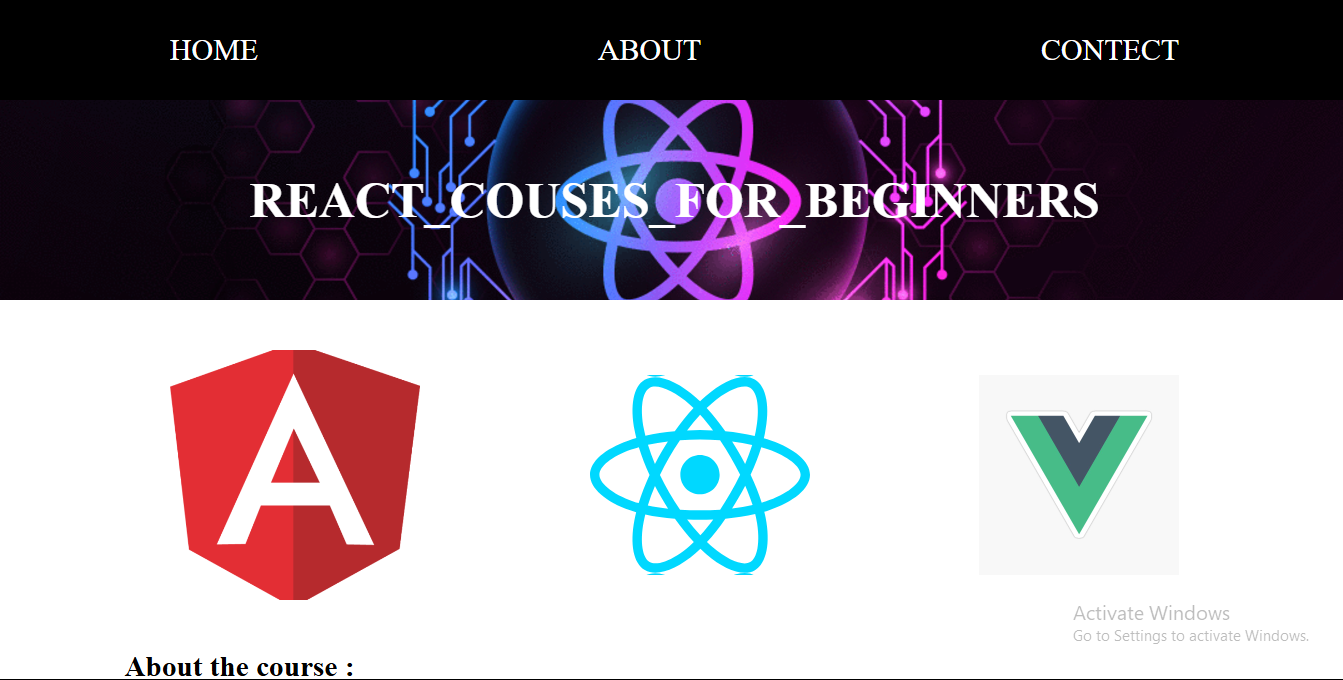 HOME ABOUT CONTECT
REACT_COUSES_FOR_BEGINNERS
Activate Windows
Go to Settings to activate Windows.
About the course :